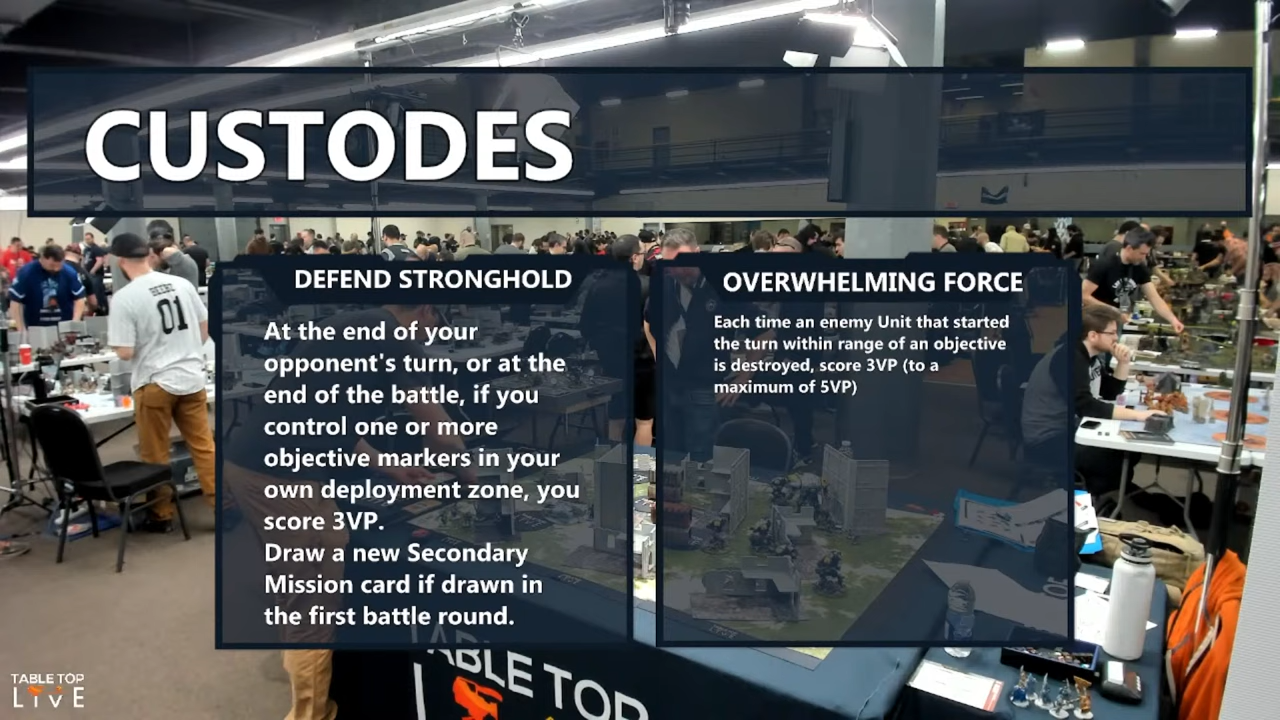 CUSTODES
DEFEND STRONGHOLD
At the end of your
opponent's turn, or at the
end of the battle, if you
control one or more
objective markers in your
own deployment zone, you
score 3VP.
Draw a new Secondary
Mission card if drawn in
the first battle round.
OVERWHELMING FORCE
Each time an enemy Unit that started
the turn within range of an objective
is destroyed, score 3VP (to a
maximum of 5VP)
01
TABLE TOP
TABLE TOP
LIVE